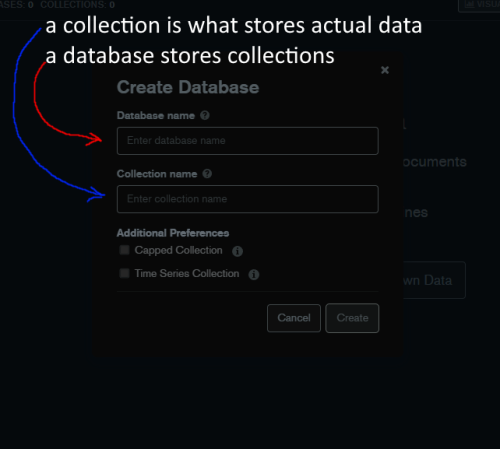 ASES: 0 COLLECTIONS: 0
a collection is what stores actual data
a database stores collections
Create Database
Database name
Enter database name
Collection name
Enter collection name
Additional Preferences
Capped Collection
Time Series Collection
Cancel Create
ocuments
nes
wn Data